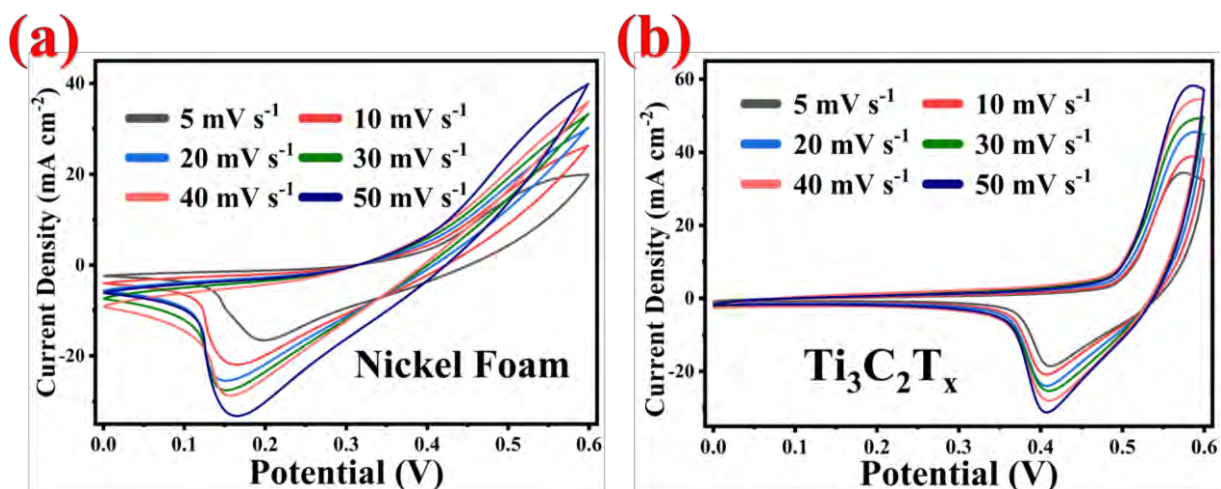 (a)
Current Density (mA cm⁻²)
40
20
0
-20
5 mV s⁻¹
10 mV s⁻¹
20 mV s⁻¹
30 mV s⁻¹
40 mV s⁻¹
50 mV s⁻¹
Nickel Foam
0.0 0.1 0.2 0.3 0.4 0.5 0.6
Potential (V)
(b)
Current Density (mA cm⁻²)
60
40
20
0
-20
5 mV s⁻¹
10 mV s⁻¹
20 mV s⁻¹
30 mV s⁻¹
40 mV s⁻¹
50 mV s⁻¹
Ti₃C₂Tₓ
0.0 0.1 0.2 0.3 0.4 0.5 0.6
Potential (V)